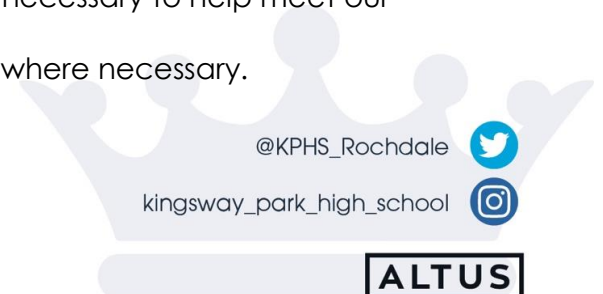 necessary to help meet our
where necessary.
@KPHS_Rochdale
kingsway_park_high_school
ALTUS